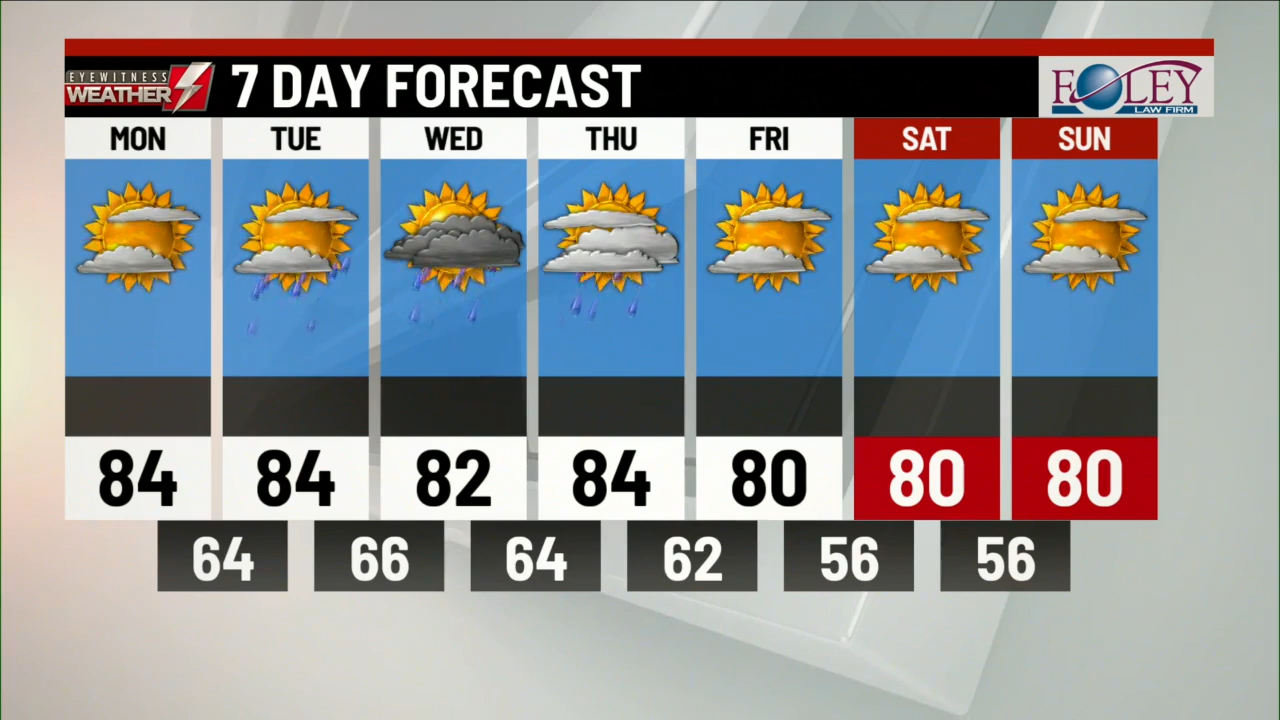 EYEWITNESS
WEATHER
7 DAY FORECAST
FOLEY
LAW FIRM
MON TUE WED THU FRI SAT SUN
84 84 82 84 80 80 80
64 66 64 62 56 56